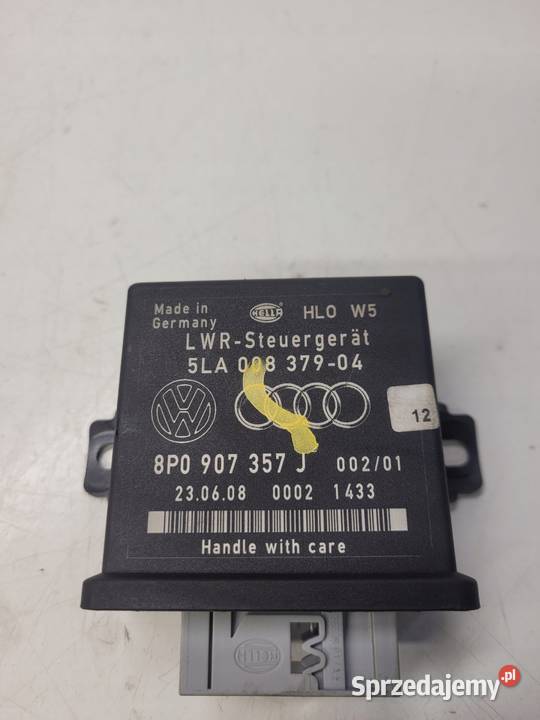 Made in
Germany
HELLA
HLO W5
LWR-Steuergerät
5LA 008 379-04
12
8P0 907 357 J 002/01
23.06.08 0002 1433
Handle with care
HELLA
Sprzedajemy.pl